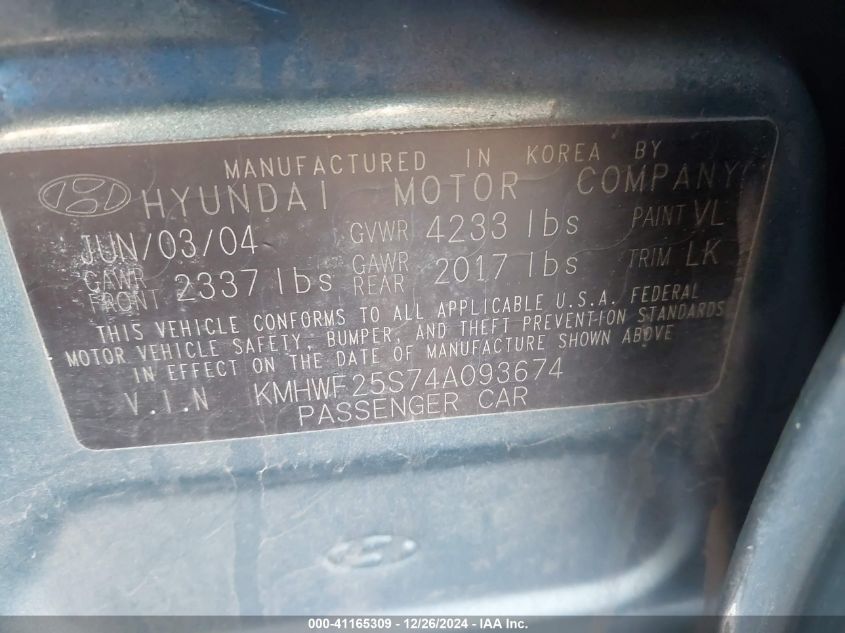 MANUFACTURED IN KOREA BY
HYUNDAI MOTOR COMPANY
JUN/03/04 GVWR 4233 lbs PAINT VL
GAWR FRONT 2337 lbs GAWR REAR 2017 lbs TRIM LK
THIS VEHICLE CONFORMS TO ALL APPLICABLE U.S.A. FEDERAL
MOTOR VEHICLE SAFETY, BUMPER, AND THEFT PREVENTION STANDARDS
IN EFFECT ON THE DATE OF MANUFACTURE SHOWN ABOVE
V.I.N KMHWF25S74A093674
PASSENGER CAR
000-41165309 - 12/26/2024 - IAA Inc.